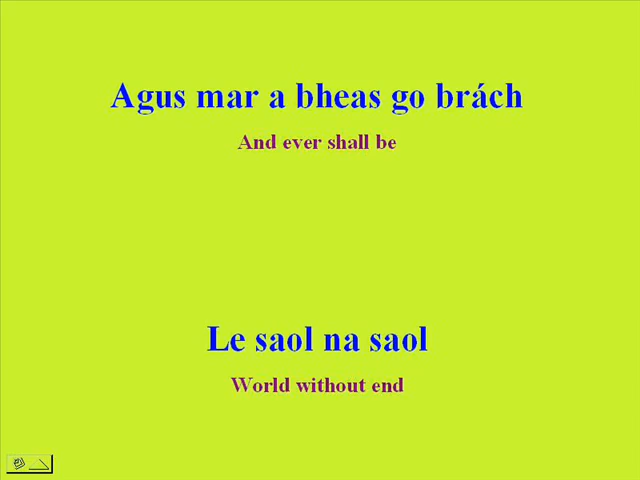 Agus mar a bheas go brách
And ever shall be
Le saol na saol
World without end